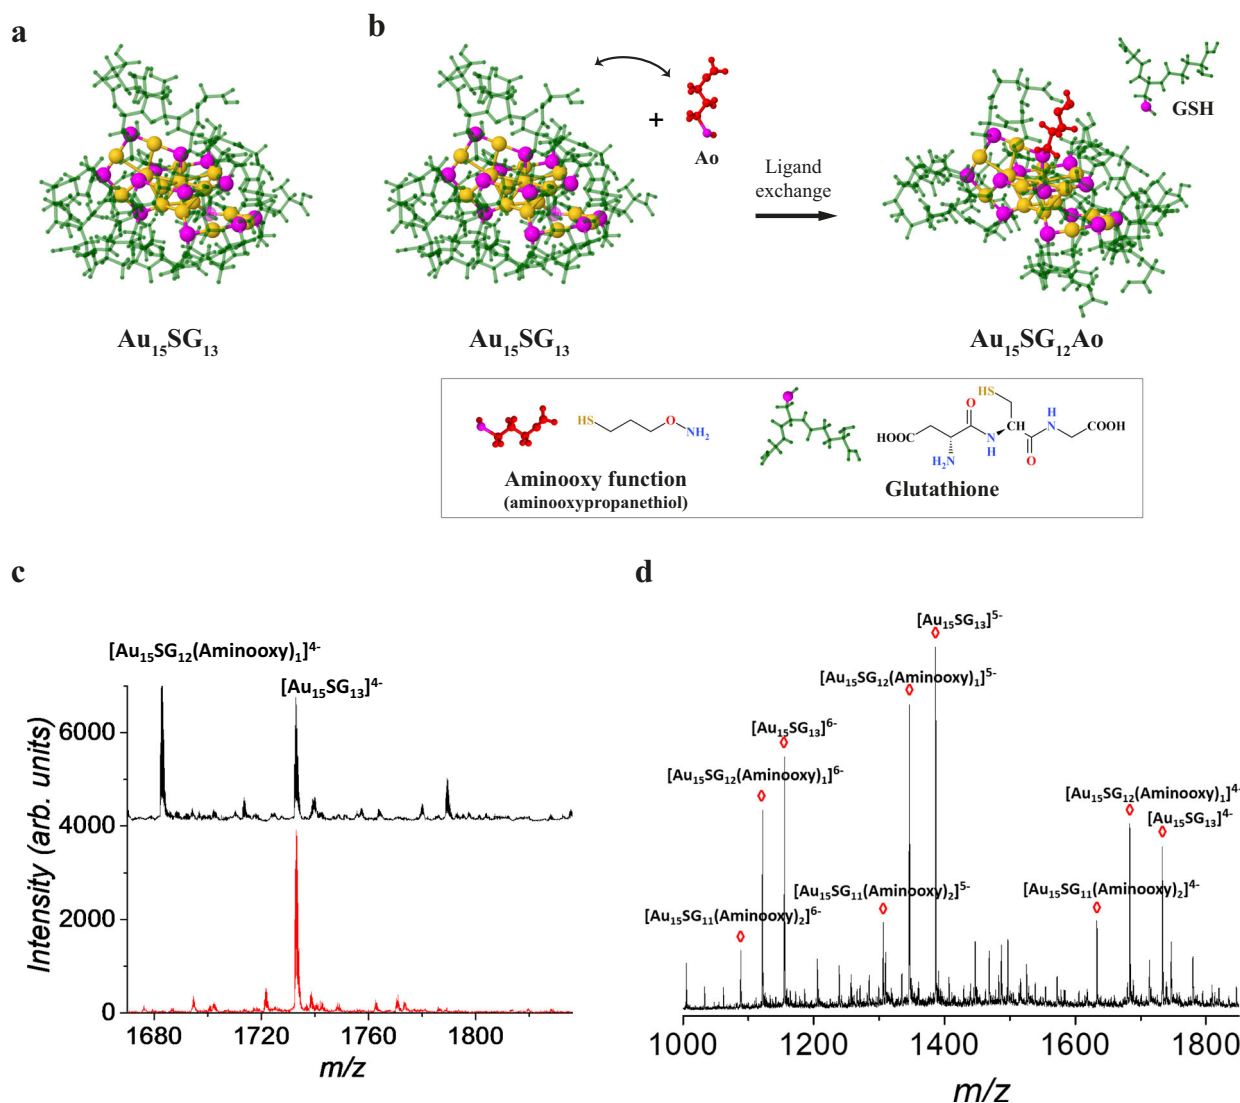 a
b
+
Ao
GSH
Ligand
exchange
Au₁₅SG₁₃
Au₁₅SG₁₃
Au₁₅SG₁₂Ao
HS
O
NH₂
HS
O
H
N
HOOC
N
H
COOH
H₂N
O
Aminooxy function
(aminooxypropanethiol)
Glutathione
c
[Au₁₅SG₁₂(Aminooxy)₁]⁴⁻
[Au₁₅SG₁₃]⁴⁻
6000
4000
2000
0
Intensity (arb. units)
1680
1720
1760
1800
m/z
d
[Au₁₅SG₁₃]⁵⁻
[Au₁₅SG₁₂(Aminooxy)₁]⁵⁻
[Au₁₅SG₁₃]⁶⁻
[Au₁₅SG₁₂(Aminooxy)₁]⁶⁻
[Au₁₅SG₁₂(Aminooxy)₁]⁴⁻
[Au₁₅SG₁₃]⁴⁻
[Au₁₅SG₁₁(Aminooxy)₂]⁵⁻
[Au₁₅SG₁₁(Aminooxy)₂]⁴⁻
[Au₁₅SG₁₁(Aminooxy)₂]⁶⁻
1000
1200
1400
1600
1800
m/z